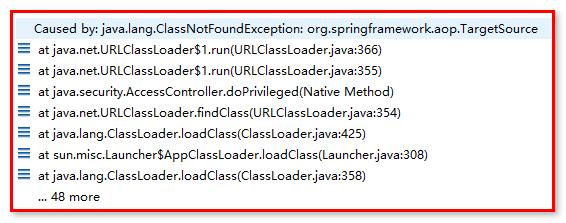 Caused by: java.lang.ClassNotFoundException: org.springframework.aop.TargetSource
at java.net.URLClassLoader$1.run(URLClassLoader.java:366)
at java.net.URLClassLoader$1.run(URLClassLoader.java:355)
at java.security.AccessController.doPrivileged(Native Method)
at java.net.URLClassLoader.findClass(URLClassLoader.java:354)
at java.lang.ClassLoader.loadClass(ClassLoader.java:425)
at sun.misc.Launcher$AppClassLoader.loadClass(Launcher.java:308)
at java.lang.ClassLoader.loadClass(ClassLoader.java:358)
... 48 more